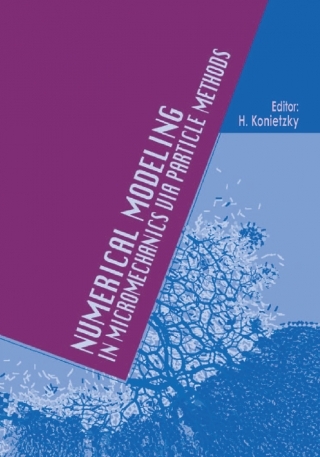 NUMERICAL MODELING
IN MICROMECHANICS VIA PARTICLE METHODS
Editor:
H. Konietzky